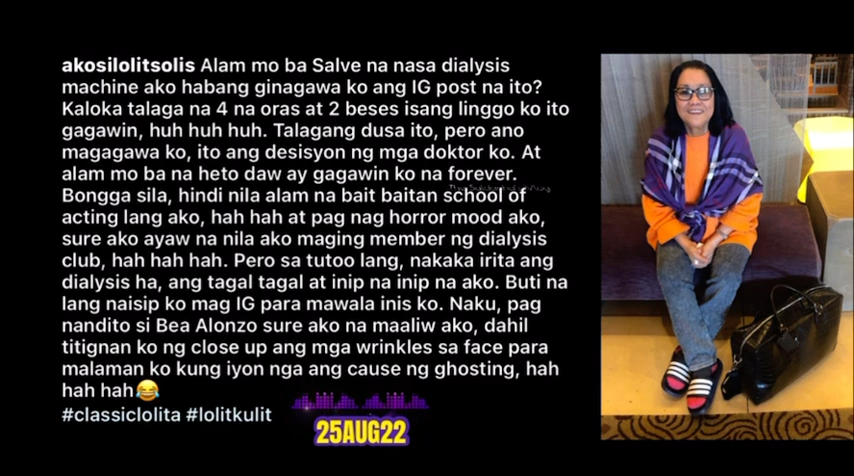 akosilolitsolis Alam mo ba Salve na nasa dialysis
machine ako habang ginagawa ko ang IG post na ito?
Kaloka talaga na 4 na oras at 2 beses isang linggo ko ito
gagawin, huh huh huh. Talagang dusa ito, pero ano
magagawa ko, ito ang desisyon ng mga doktor ko. At
alam mo ba na heto daw ay gagawin ko na forever.
Bongga sila, hindi nila alam na bait baitan school of
acting lang ako, hah hah at pag nag horror mood ako,
sure ako ayaw na nila ako maging member ng dialysis
club, hah hah hah. Pero sa tutoo lang, nakaka irita ang
dialysis ha, ang tagal tagal at inip na inip na ako. Buti na
lang naisip ko mag IG para mawala inis ko. Naku, pag
nandito si Bea Alonzo sure ako na maaliw ako, dahil
titignan ko ng close up ang mga wrinkles sa face para
malaman ko kung iyon nga ang cause ng ghosting, hah
hah hah😂
#classiclolita #lolitkulit
25AUG22